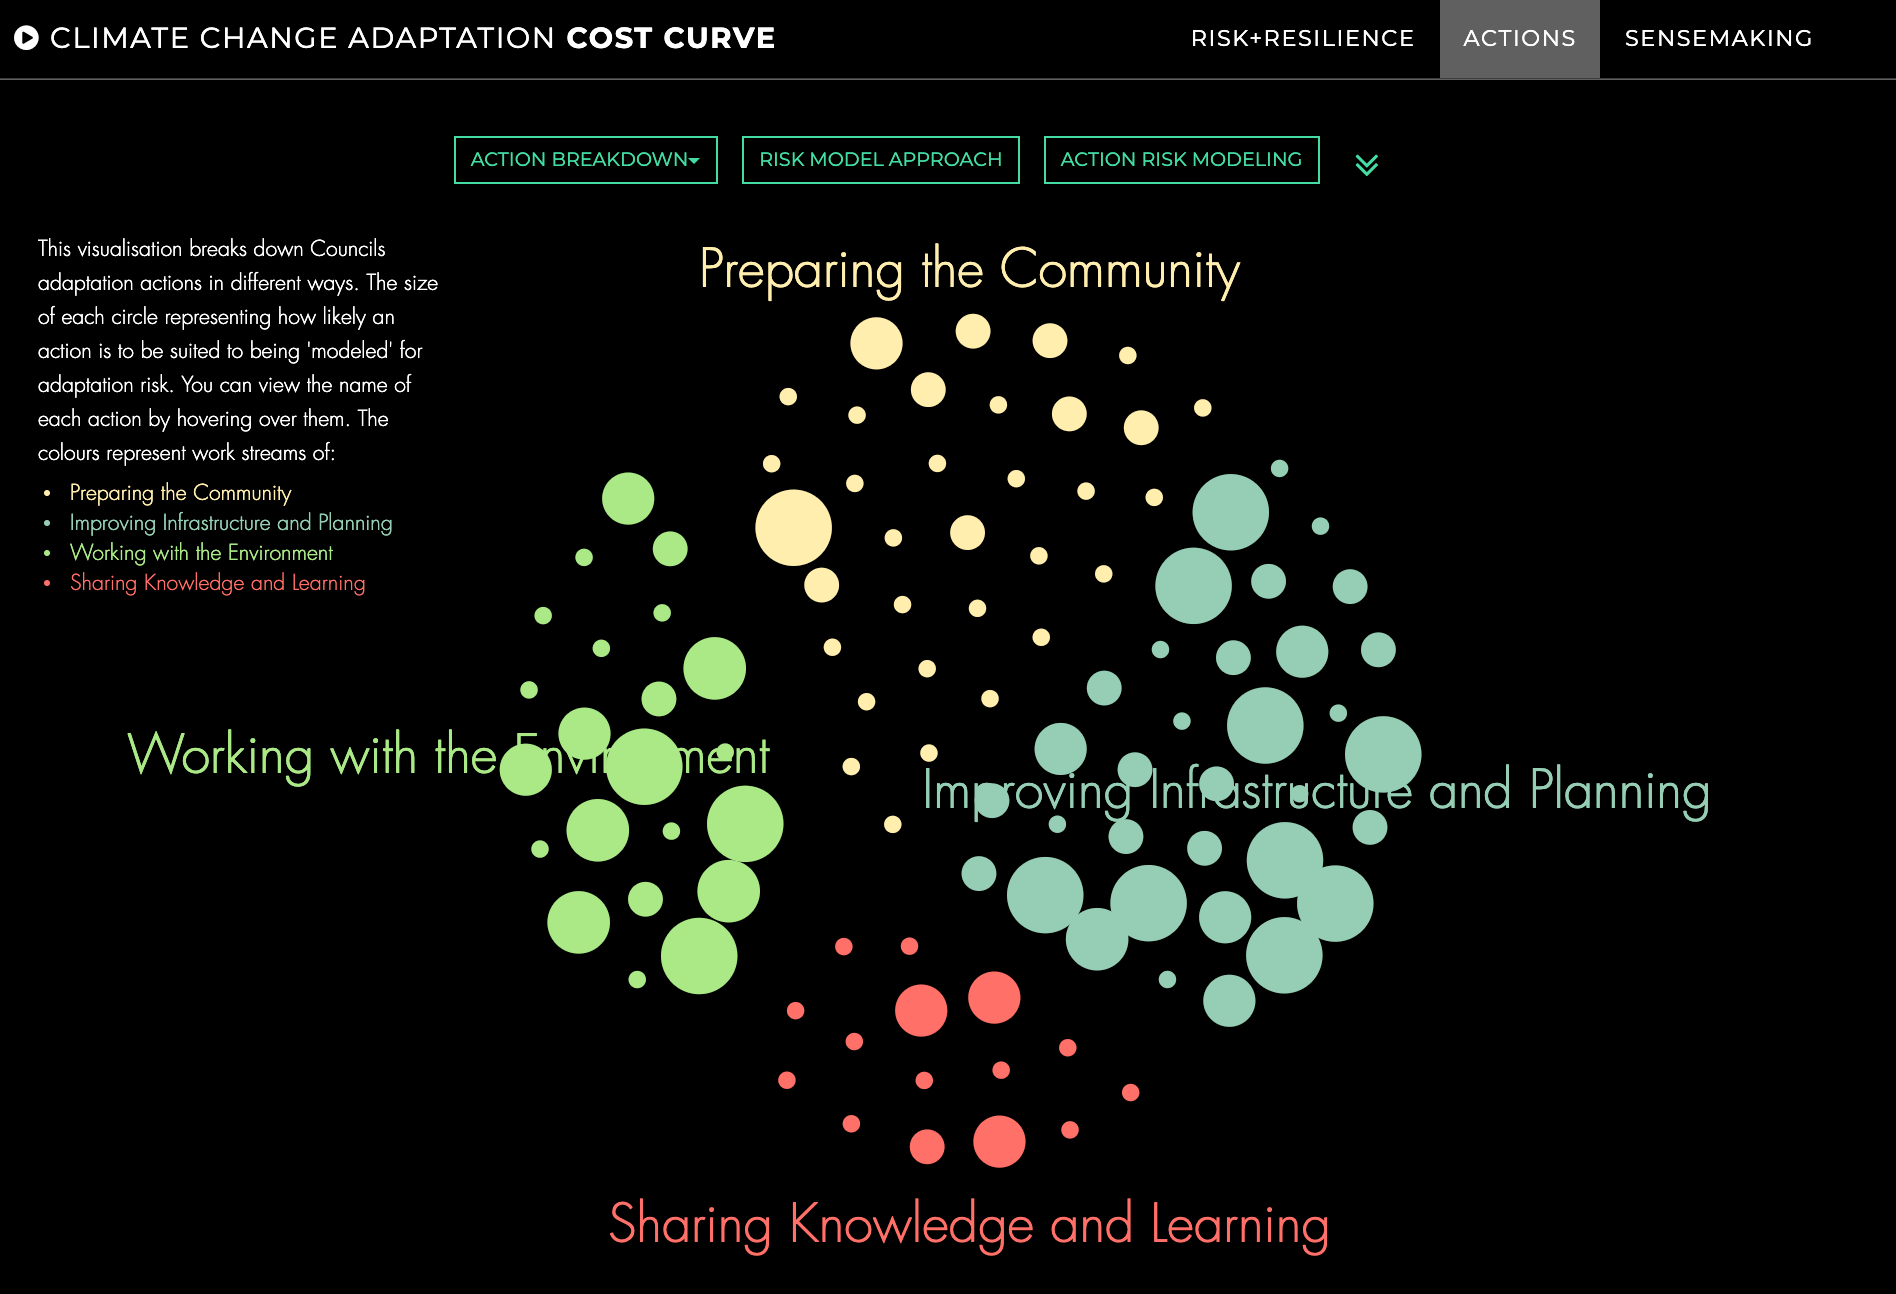 CLIMATE CHANGE ADAPTATION COST CURVE
RISK+RESILIENCE
ACTIONS
SENSEMAKING
ACTION BREAKDOWN
RISK MODEL APPROACH
ACTION RISK MODELING
This visualisation breaks down Councils
adaptation actions in different ways. The size
of each circle representing how likely an
action is to be suited to being 'modeled' for
adaptation risk. You can view the name of
each action by hovering over them. The
colours represent work streams of:
• Preparing the Community
• Improving Infrastructure and Planning
• Working with the Environment
• Sharing Knowledge and Learning
Preparing the Community
Working with the Environment
Improving Infrastructure and Planning
Sharing Knowledge and Learning